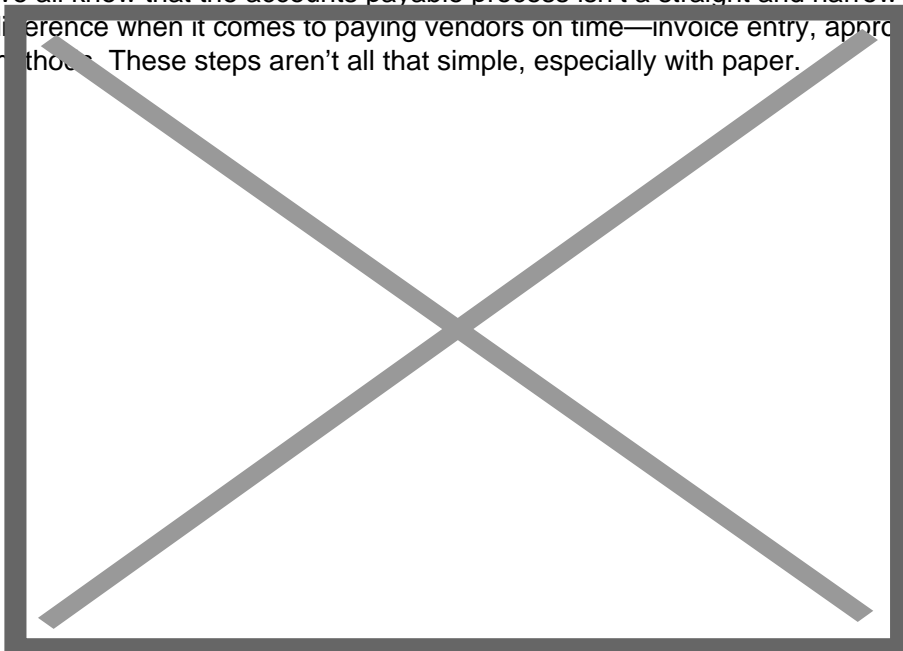 all know that the accounts payable process isn't a straight and narrow
erence when it comes to paying vendors on time—invoice entry, appro
These steps aren't all that simple, especially with paper.